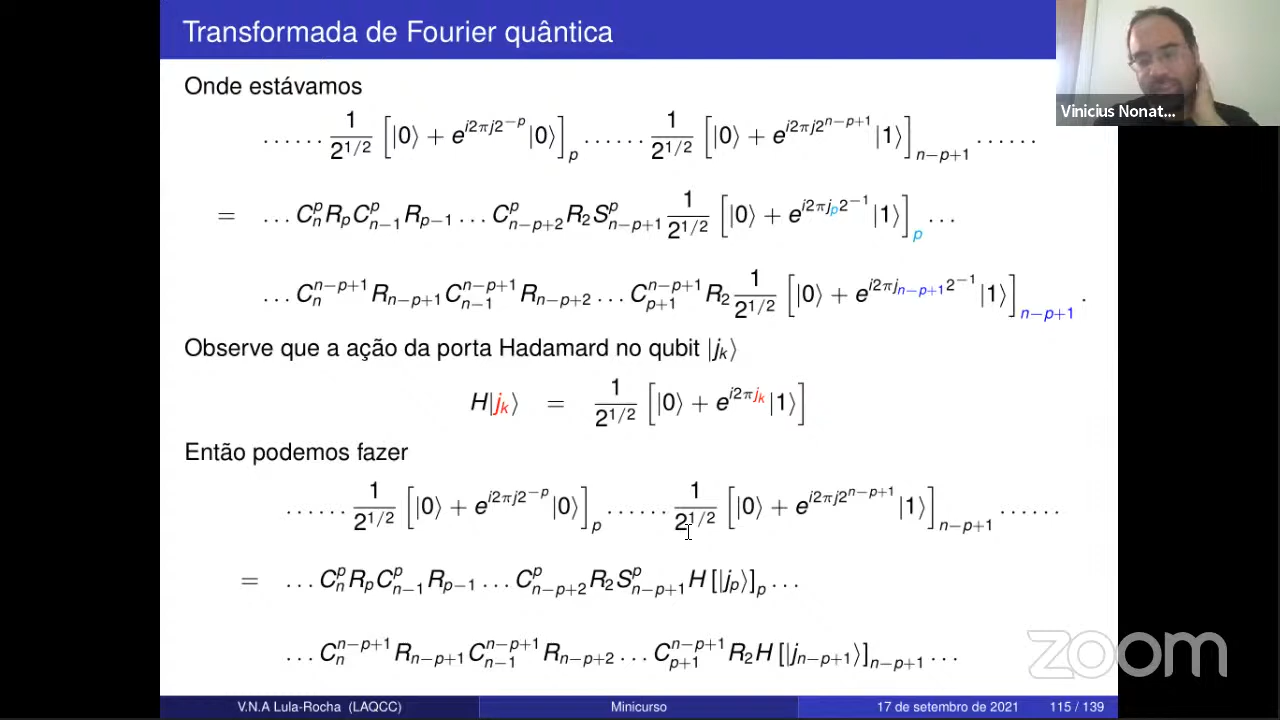 Transformada de Fourier quântica
Vinicius Nonat...
Onde estávamos
. . . . . . 1/2^{1/2} [|0⟩ + e^{i2πj2^{−p}}|0⟩]_p . . . . . . 1/2^{1/2} [|0⟩ + e^{i2πj2^{n−p+1}}|1⟩]_{n−p+1} . . . . . .
= . . . C_n^p R_p C_{n−1}^p R_{p−1} . . . C_{n−p+2}^p R_2 S_{n−p+1}^p 1/2^{1/2} [|0⟩ + e^{i2πj_p2^{−1}}|1⟩]_p . . .
. . . C_n^{n−p+1} R_{n−p+1} C_{n−1}^{n−p+1} R_{n−p+2} . . . C_{p+1}^{n−p+1} R_2 1/2^{1/2} [|0⟩ + e^{i2πj_{n−p+1}2^{−1}}|1⟩]_{n−p+1} .
Observe que a ação da porta Hadamard no qubit |j_k⟩
H|j_k⟩ = 1/2^{1/2} [|0⟩ + e^{i2πj_k}|1⟩]
Então podemos fazer
. . . . . . 1/2^{1/2} [|0⟩ + e^{i2πj2^{−p}}|0⟩]_p . . . . . . 1/2^{1/2} [|0⟩ + e^{i2πj2^{n−p+1}}|1⟩]_{n−p+1} . . . . . .
= . . . C_n^p R_p C_{n−1}^p R_{p−1} . . . C_{n−p+2}^p R_2 S_{n−p+1}^p H [|j_p⟩]_p . . .
. . . C_n^{n−p+1} R_{n−p+1} C_{n−1}^{n−p+1} R_{n−p+2} . . . C_{p+1}^{n−p+1} R_2 H [|j_{n−p+1}⟩]_{n−p+1} . . .
zoom
V.N.A Lula-Rocha (LAQCC) Minicurso 17 de setembro de 2021 115 / 139